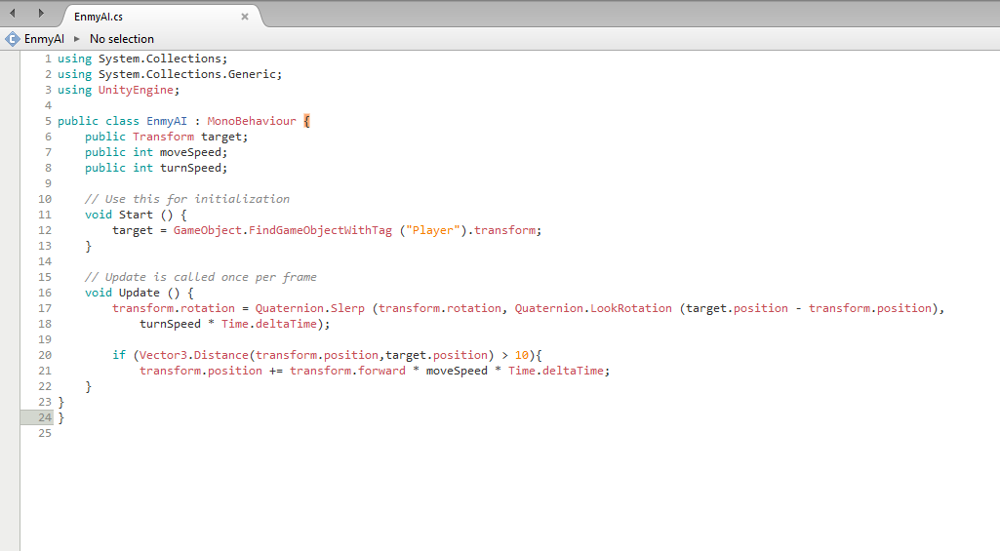 EnmyAI.cs
EnmyAI ▸ No selection
1 using System.Collections;
2 using System.Collections.Generic;
3 using UnityEngine;
4
5 public class EnmyAI : MonoBehaviour {
6     public Transform target;
7     public int moveSpeed;
8     public int turnSpeed;
9
10     // Use this for initialization
11     void Start () {
12         target = GameObject.FindGameObjectWithTag ("Player").transform;
13     }
14
15     // Update is called once per frame
16     void Update () {
17         transform.rotation = Quaternion.Slerp (transform.rotation, Quaternion.LookRotation (target.position - transform.position),
18             turnSpeed * Time.deltaTime);
19
20         if (Vector3.Distance(transform.position,target.position) > 10){
21             transform.position += transform.forward * moveSpeed * Time.deltaTime;
22     }
23 }
24 }
25